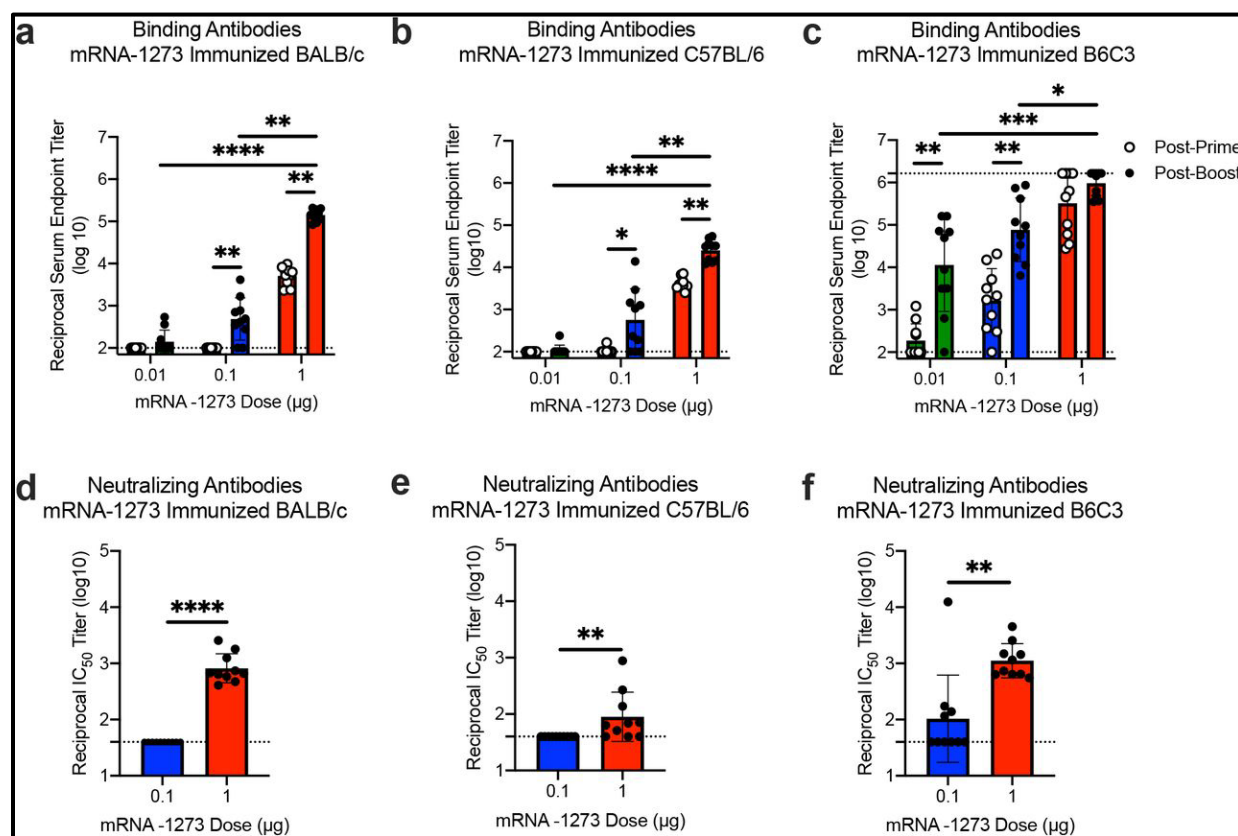 a
Binding Antibodies
mRNA-1273 Immunized BALB/c
Reciprocal Serum Endpoint Titer
(log 10)
7
6
5
4
3
2
**
****
**
**
0.01
0.1
1
mRNA -1273 Dose (µg)
b
Binding Antibodies
mRNA-1273 Immunized C57BL/6
Reciprocal Serum Endpoint Titer
(log 10)
7
6
5
4
3
2
**
****
**
*
0.01
0.1
1
mRNA -1273 Dose (µg)
c
Binding Antibodies
mRNA-1273 Immunized B6C3
Reciprocal Serum Endpoint Titer
(log 10)
7
6
5
4
3
2
*
***
**
**
0.01
0.1
1
mRNA -1273 Dose (µg)
Post-Prime
Post-Boost
d
Neutralizing Antibodies
mRNA-1273 Immunized BALB/c
Reciprocal IC50 Titer (log10)
5
4
3
2
1
****
0.1
1
mRNA -1273 Dose (µg)
e
Neutralizing Antibodies
mRNA-1273 Immunized C57BL/6
Reciprocal IC50 Titer (log10)
5
4
3
2
1
**
0.1
1
mRNA -1273 Dose (µg)
f
Neutralizing Antibodies
mRNA-1273 Immunized B6C3
Reciprocal IC50 Titer (log10)
5
4
3
2
1
**
0.1
1
mRNA -1273 Dose (µg)